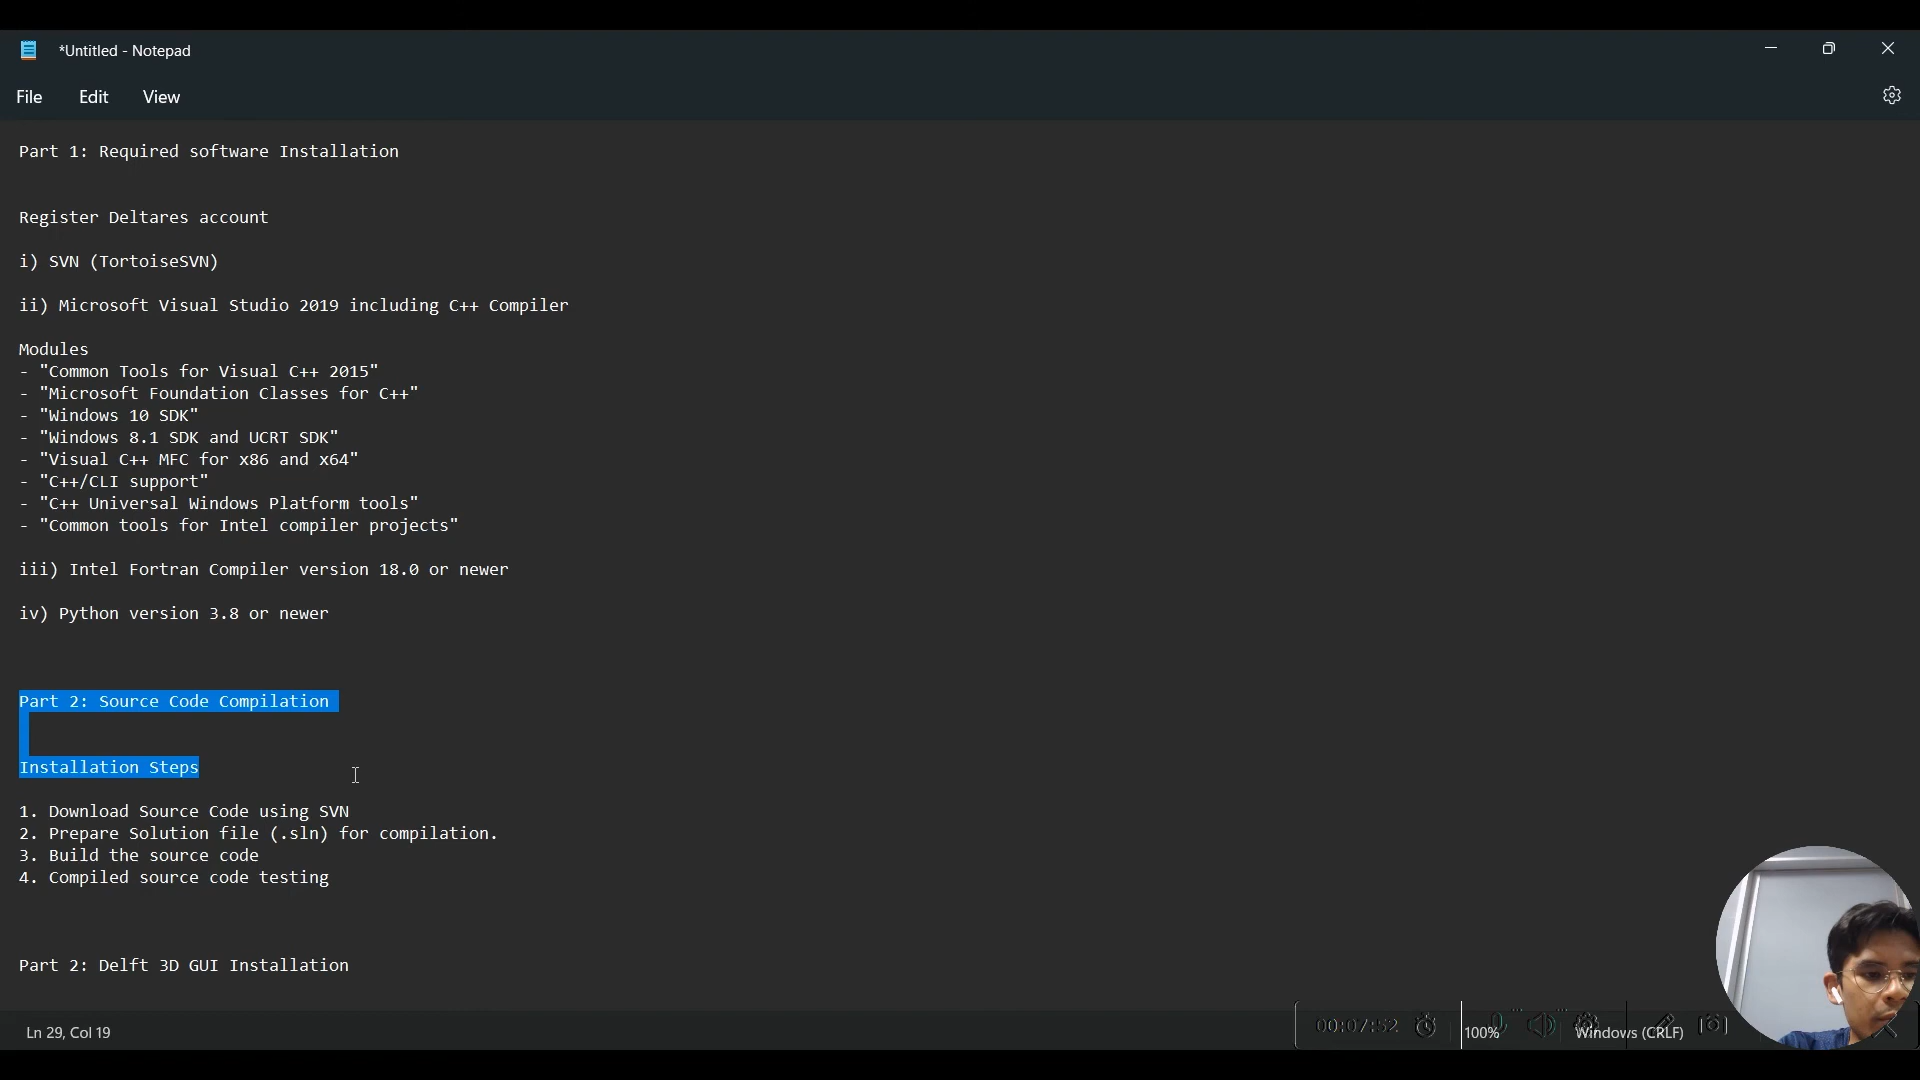 *Untitled - Notepad
File Edit View
Part 1: Required software Installation
Register Deltares account
i) SVN (TortoiseSVN)
ii) Microsoft Visual Studio 2019 including C++ Compiler
Modules
- "Common Tools for Visual C++ 2015"
- "Microsoft Foundation Classes for C++"
- "Windows 10 SDK"
- "Windows 8.1 SDK and UCRT SDK"
- "Visual C++ MFC for x86 and x64"
- "C++/CLI support"
- "C++ Universal Windows Platform tools"
- "Common tools for Intel compiler projects"
iii) Intel Fortran Compiler version 18.0 or newer
iv) Python version 3.8 or newer
Part 2: Source Code Compilation
Installation Steps
1. Download Source Code using SVN
2. Prepare Solution file (.sln) for compilation.
3. Build the source code
4. Compiled source code testing
Part 2: Delft 3D GUI Installation
Ln 29, Col 19 00:07:52 100% Windows (CRLF)